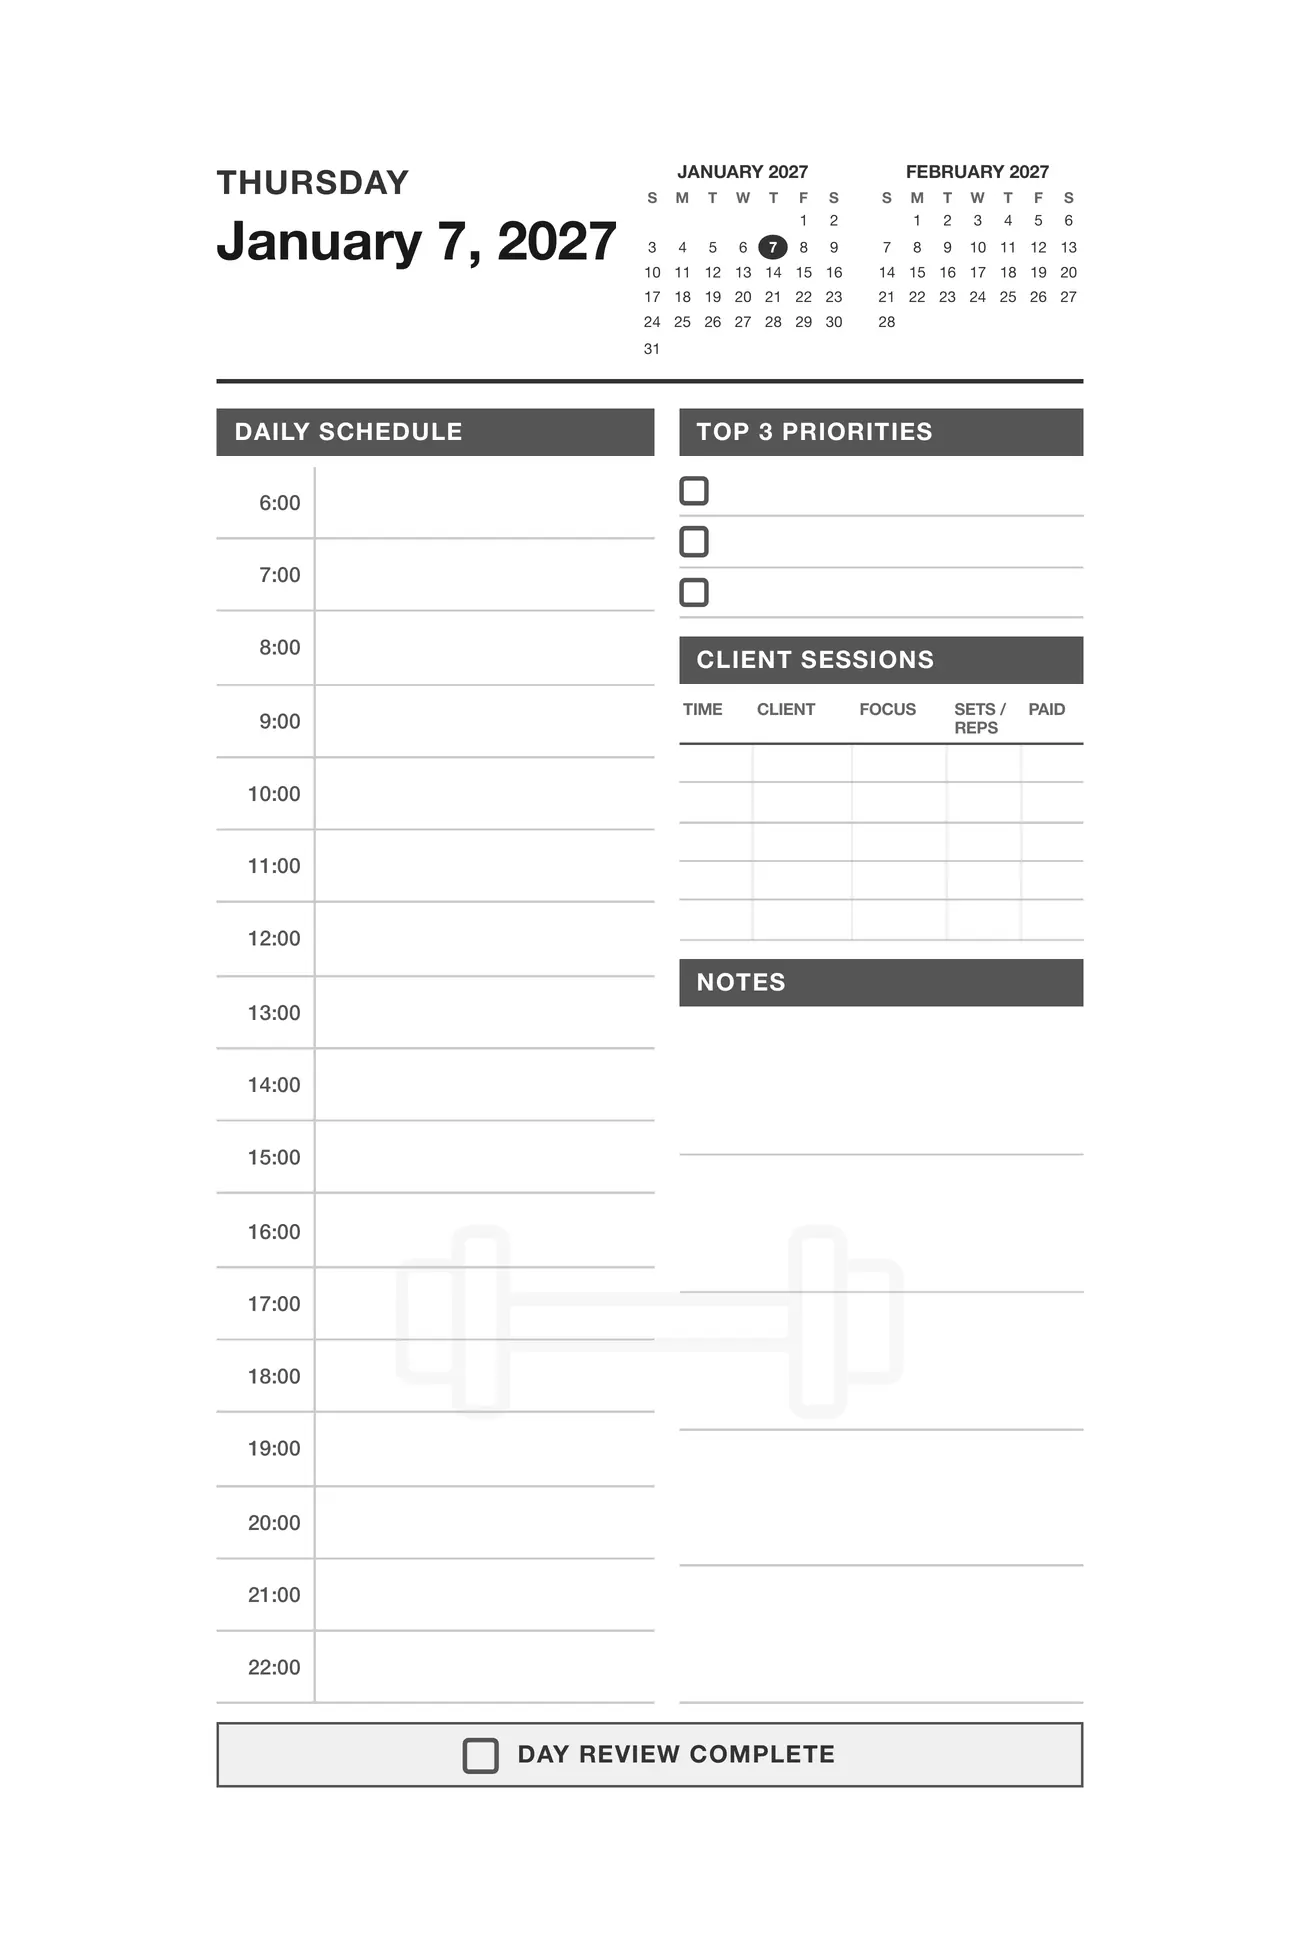 THURSDAY
January 7, 2027
JANUARY 2027
S M T W T F S
1 2
3 4 5 6 7 8 9
10 11 12 13 14 15 16
17 18 19 20 21 22 23
24 25 26 27 28 29 30
31
FEBRUARY 2027
S M T W T F S
1 2 3 4 5 6
7 8 9 10 11 12 13
14 15 16 17 18 19 20
21 22 23 24 25 26 27
28
DAILY SCHEDULE
6:00
7:00
8:00
9:00
10:00
11:00
12:00
13:00
14:00
15:00
16:00
17:00
18:00
19:00
20:00
21:00
22:00
TOP 3 PRIORITIES
CLIENT SESSIONS
TIME CLIENT FOCUS SETS / REPS PAID
NOTES
DAY REVIEW COMPLETE